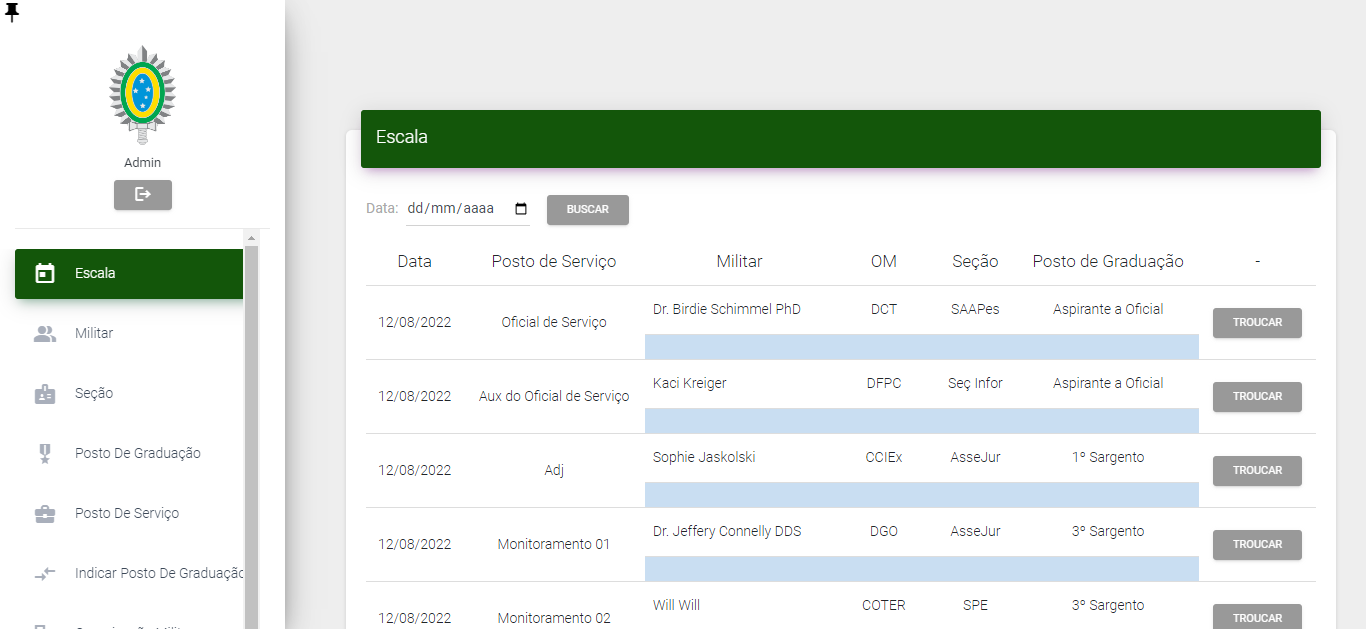 Admin
Escala
Militar
Seção
Posto De Graduação
Posto De Serviço
Indicar Posto De Graduação
Escala
Data: dd/mm/aaaa BUSCAR
Data Posto de Serviço Militar OM Seção Posto de Graduação -
12/08/2022 Oficial de Serviço Dr. Birdie Schimmel PhD DCT SAAPes Aspirante a Oficial TROUCAR
12/08/2022 Aux do Oficial de Serviço Kaci Kreiger DFPC Seç Infor Aspirante a Oficial TROUCAR
12/08/2022 Adj Sophie Jaskolski CCIEx AsseJur 1º Sargento TROUCAR
12/08/2022 Monitoramento 01 Dr. Jeffery Connelly DDS DGO AsseJur 3º Sargento TROUCAR
12/08/2022 Monitoramento 02 Will Will COTER SPE 3º Sargento TROUCAR